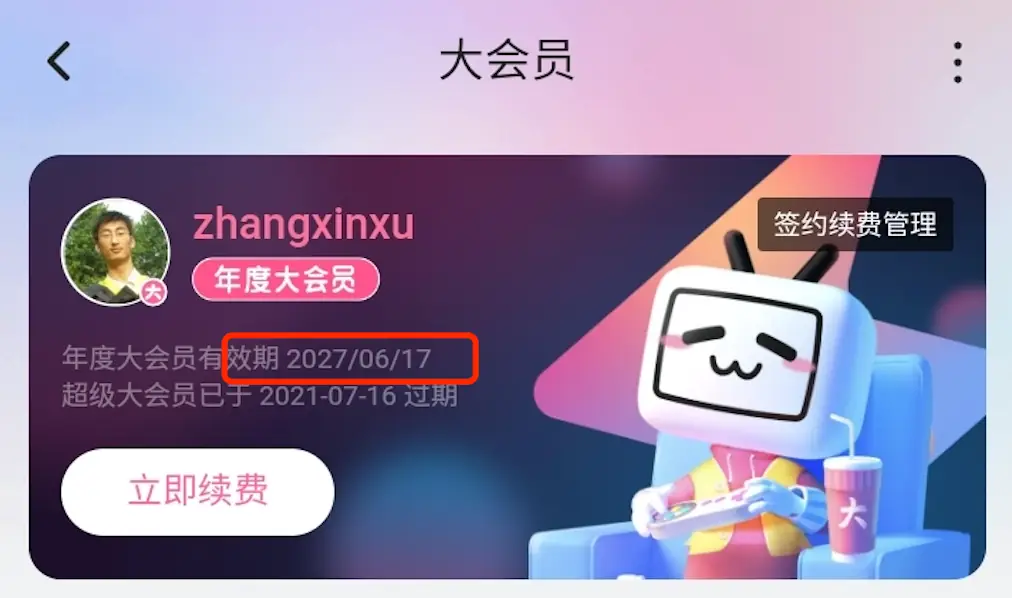 大会员
zhangxinxu
签约续费管理
大
年度大会员
年度大会员有效期 2027/06/17
超级大会员已于 2021-07-16 过期
立即续费
大